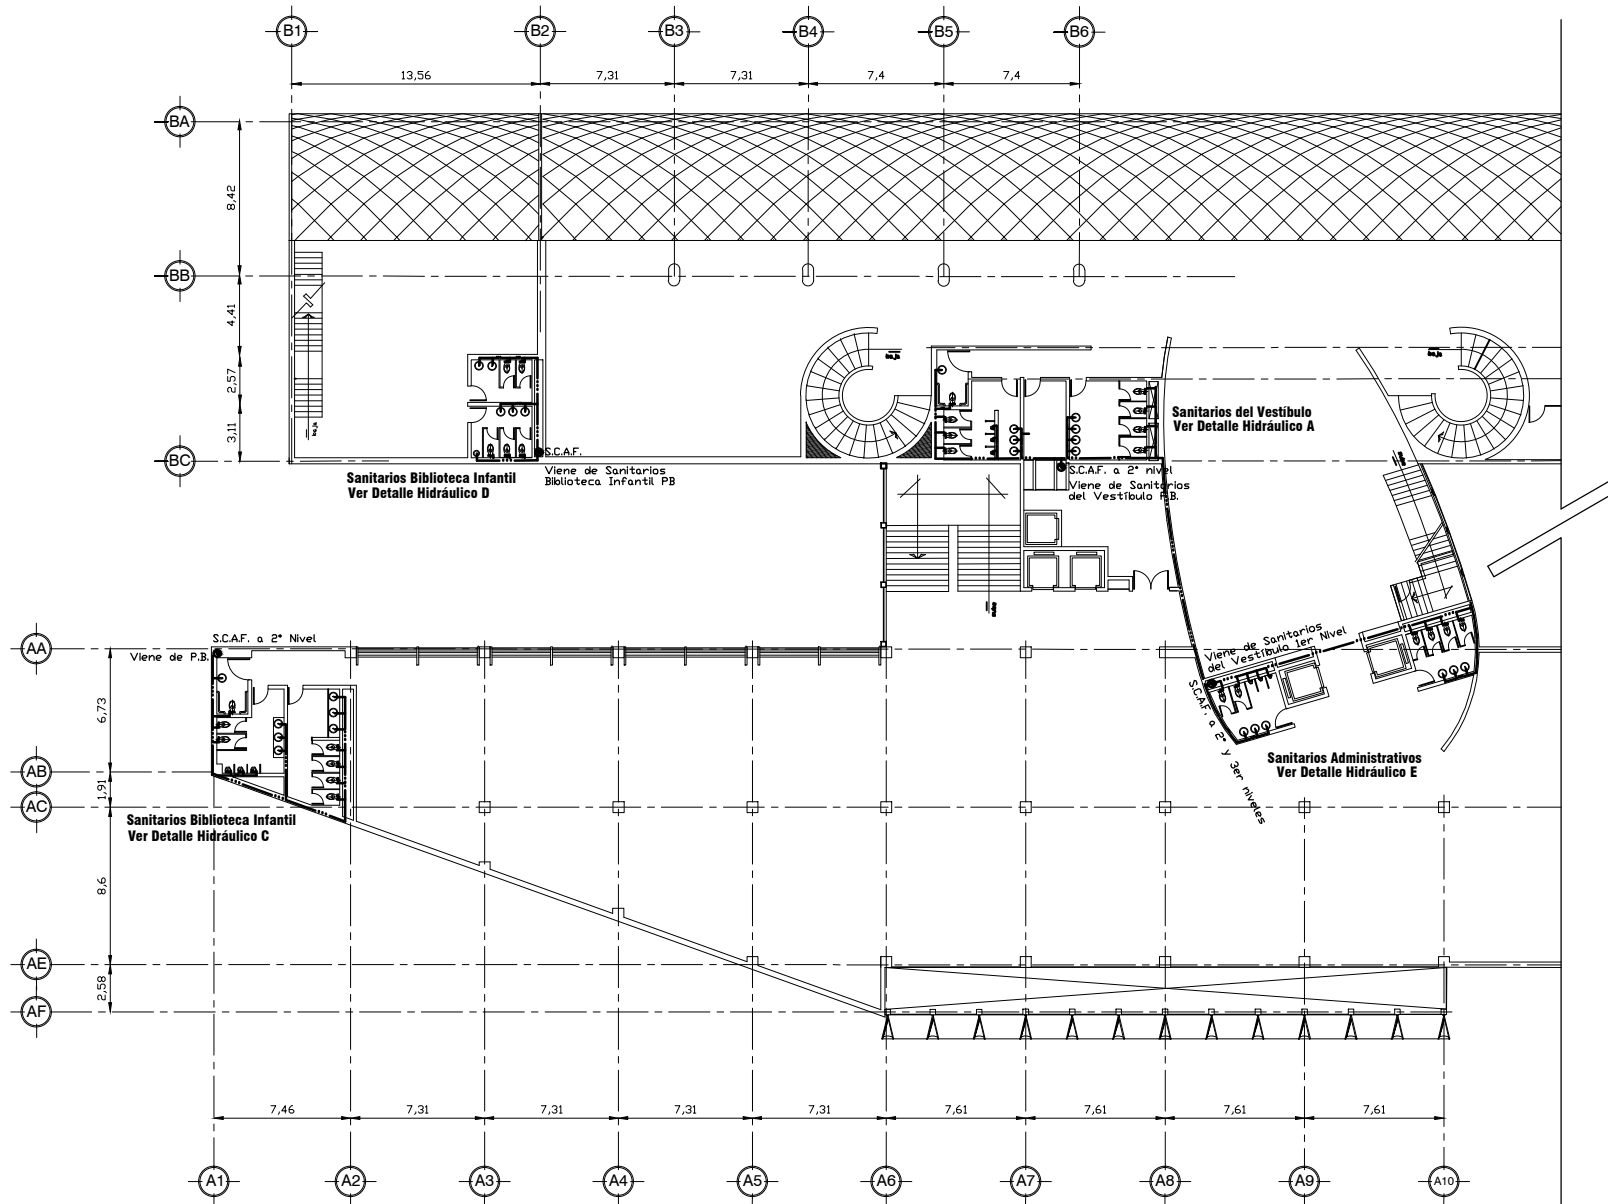 B1
B2
B3
B4
B5
B6
13,56
7,31
7,31
7,4
7,4
BA
8,42
BB
4,41
2,57
3,11
BC
baja
baja
baja
Sanitarios del Vestíbulo
Ver Detalle Hidráulico A
S.C.A.F.
Viene de Sanitarios
Biblioteca Infantil PB
Sanitarios Biblioteca Infantil
Ver Detalle Hidráulico D
S.C.A.F. a 2° nivel
Viene de Sanitarios
del Vestíbulo P.B.
AA
S.C.A.F. a 2° Nivel
Viene de P.B.
Viene de Sanitarios
del Vestíbulo 1er Nivel
S.C.A.F. a 2° y 3er niveles
6,73
AB
1,91
AC
Sanitarios Administrativos
Ver Detalle Hidráulico E
Sanitarios Biblioteca Infantil
Ver Detalle Hidráulico C
8,6
AE
2,58
AF
7,46
7,31
7,31
7,31
7,31
7,61
7,61
7,61
7,61
A1
A2
A3
A4
A5
A6
A7
A8
A9
A10